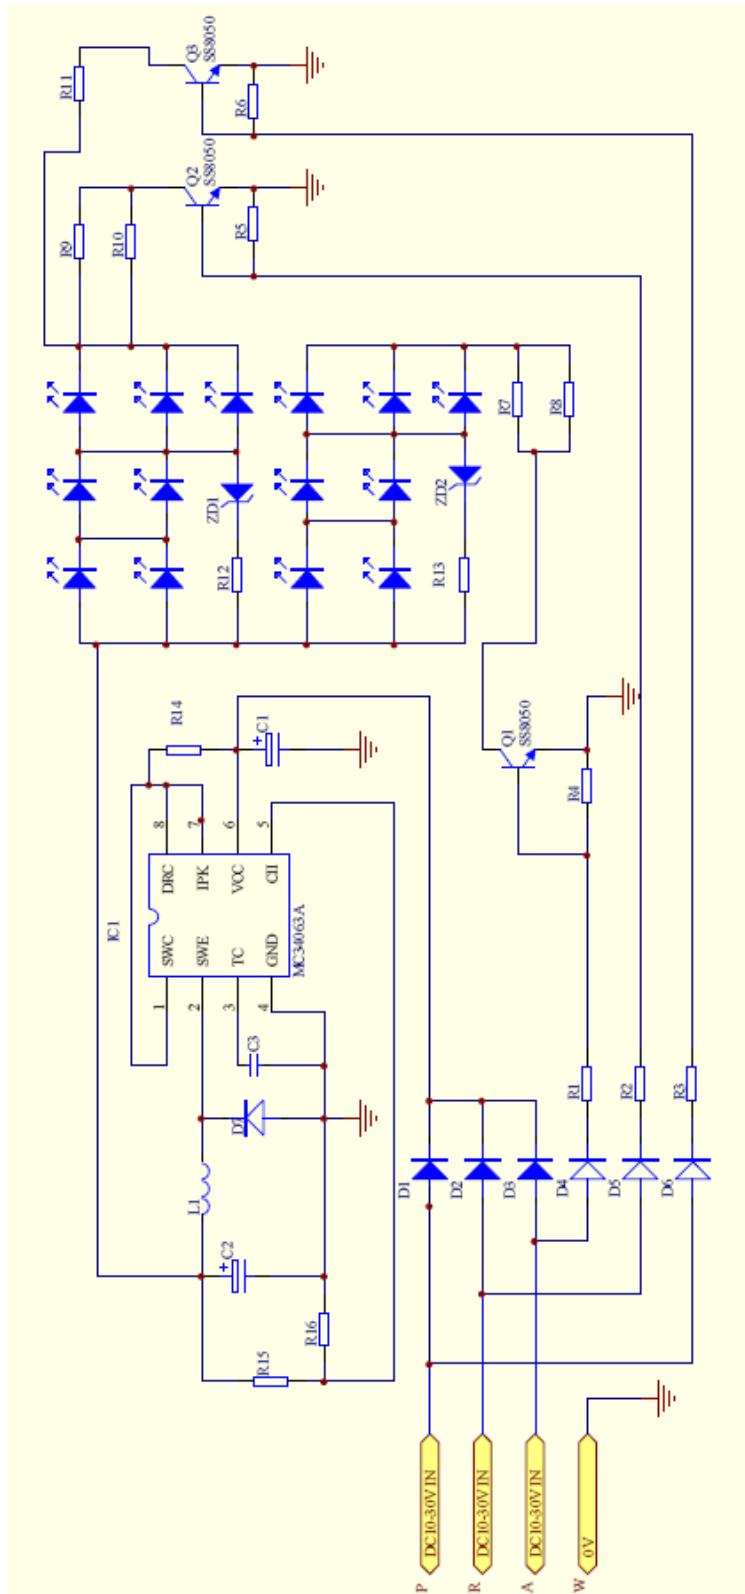 R11
Q3
SS8050
R6
R9
R10
Q2
SS8050
R5
ZD1
R12
ZD2
R13
R7
R8
R14
+
C1
Q1
SS8050
R4
IC1
8
7
6
5
DRC
IPK
VCC
CII
SWC
SWE
TC
GND
MC34063A
1
2
3
4
C3
D7
L1
+
C2
R15
R16
R1
R2
R3
D1
D2
D3
D4
D5
D6
P
DC10-30V IN
R
DC10-30V IN
A
DC10-30V IN
W
0V